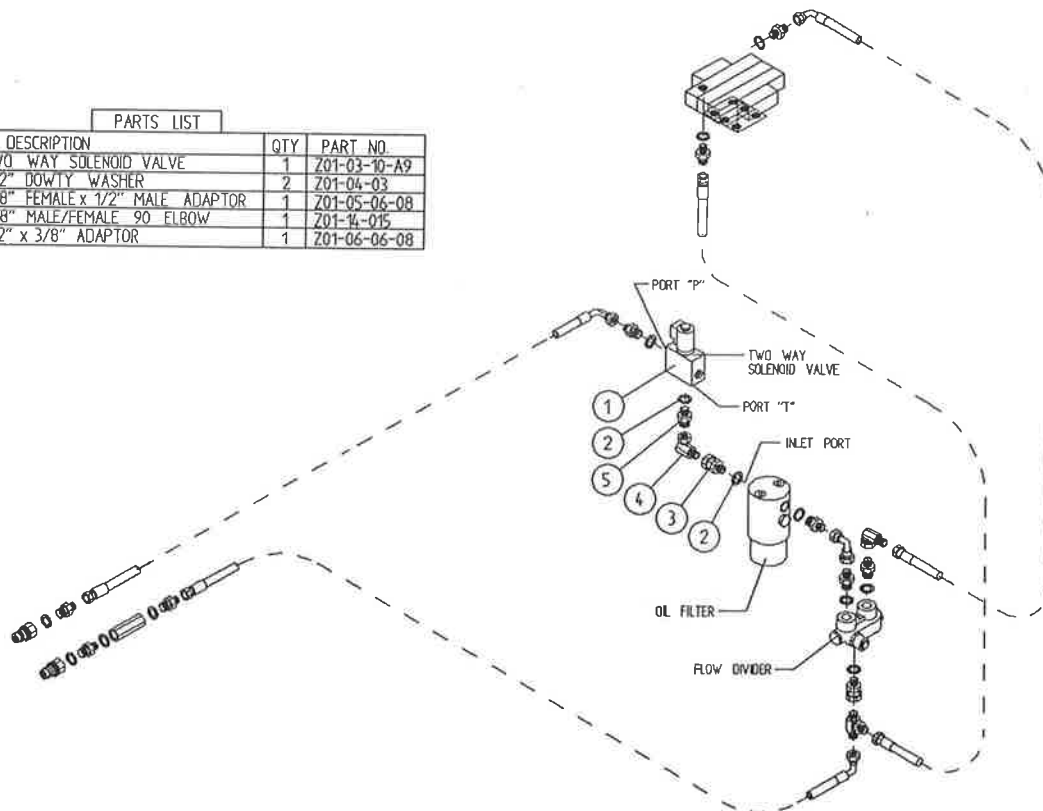 PARTS LIST
DESCRIPTION QTY PART NO.
WAY SOLENOID VALVE 1 Z01-03-10-A9
DOWTY WASHER 2 Z01-04-03
FEMALE x 1/2" MALE ADAPTOR 1 Z01-05-06-08
MALE/FEMALE 90 ELBOW 1 Z01-14-015
x 3/8" ADAPTOR 1 Z01-06-06-08
PORT "P"
TWO WAY
SOLENOID VALVE
1
PORT "T"
2
INLET PORT
5
4
3
2
OIL FILTER
FLOW DIVIDER